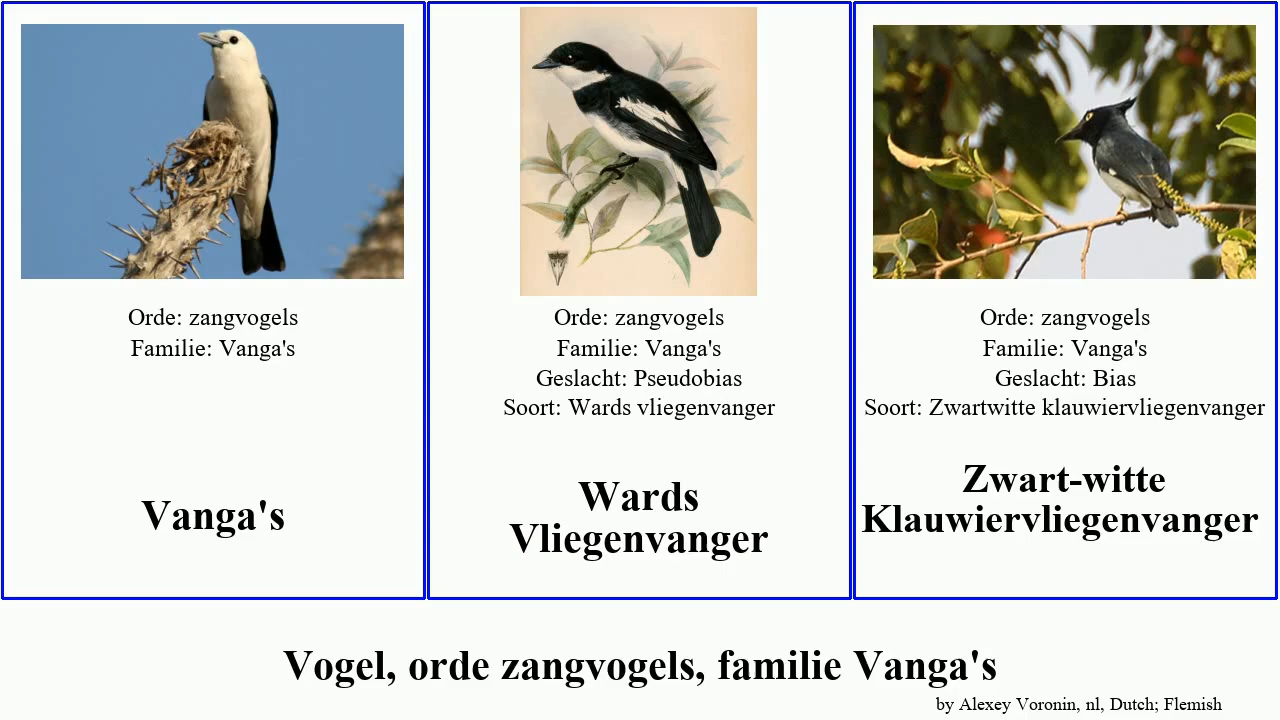 Orde: zangvogels
Familie: Vanga's
Vanga's
Orde: zangvogels
Familie: Vanga's
Geslacht: Pseudobias
Soort: Wards vliegenvanger
Wards
Vliegenvanger
Orde: zangvogels
Familie: Vanga's
Geslacht: Bias
Soort: Zwartwitte klauwiervliegenvanger
Zwart-witte
Klauwiervliegenvanger
Vogel, orde zangvogels, familie Vanga's
by Alexey Voronin, nl, Dutch; Flemish